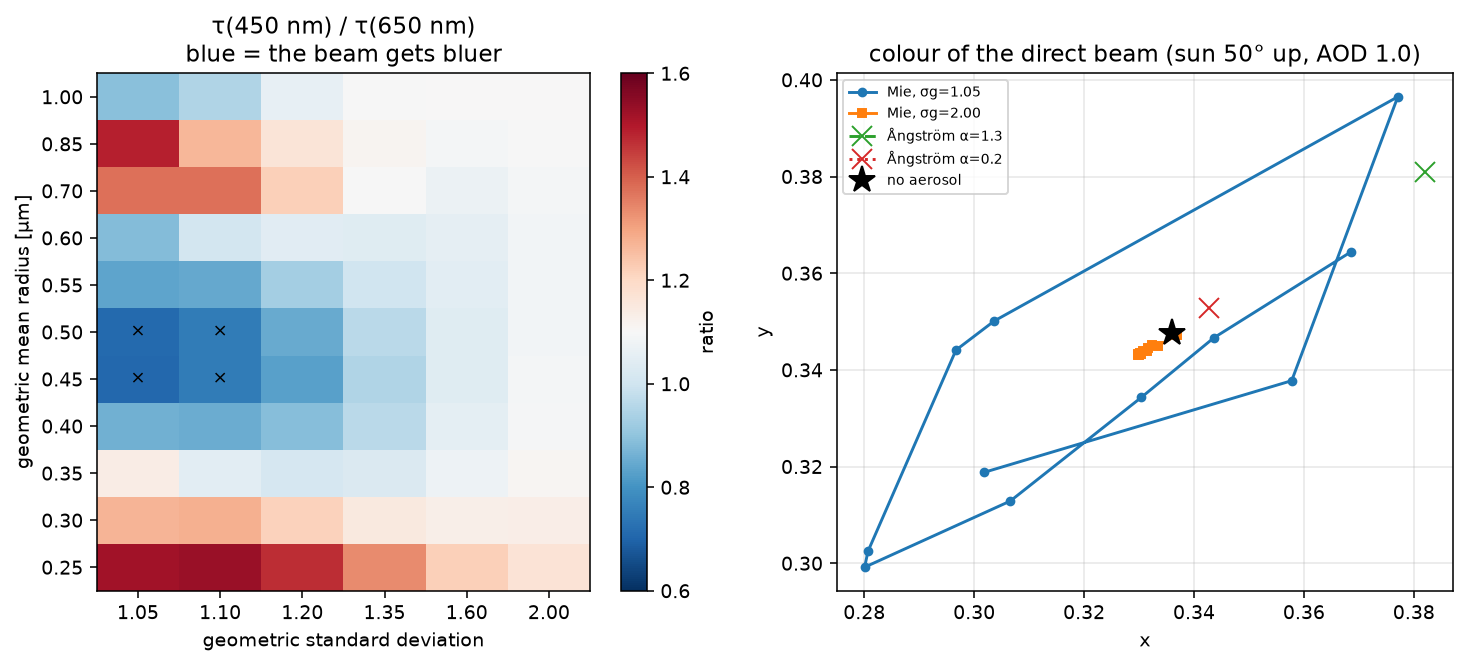 τ(450 nm) / τ(650 nm)
blue = the beam gets bluer
geometric mean radius [μm]
1.00
0.85
0.70
0.60
0.55
0.50
0.45
0.40
0.35
0.30
0.25
1.05 1.10 1.20 1.35 1.60 2.00
geometric standard deviation
1.6
1.4
1.2
1.0
0.8
0.6
ratio
colour of the direct beam (sun 50° up, AOD 1.0)
Mie, σg=1.05
Mie, σg=2.00
Ångström α=1.3
Ångström α=0.2
no aerosol
y
0.40
0.38
0.36
0.34
0.32
0.30
0.28 0.30 0.32 0.34 0.36 0.38
x